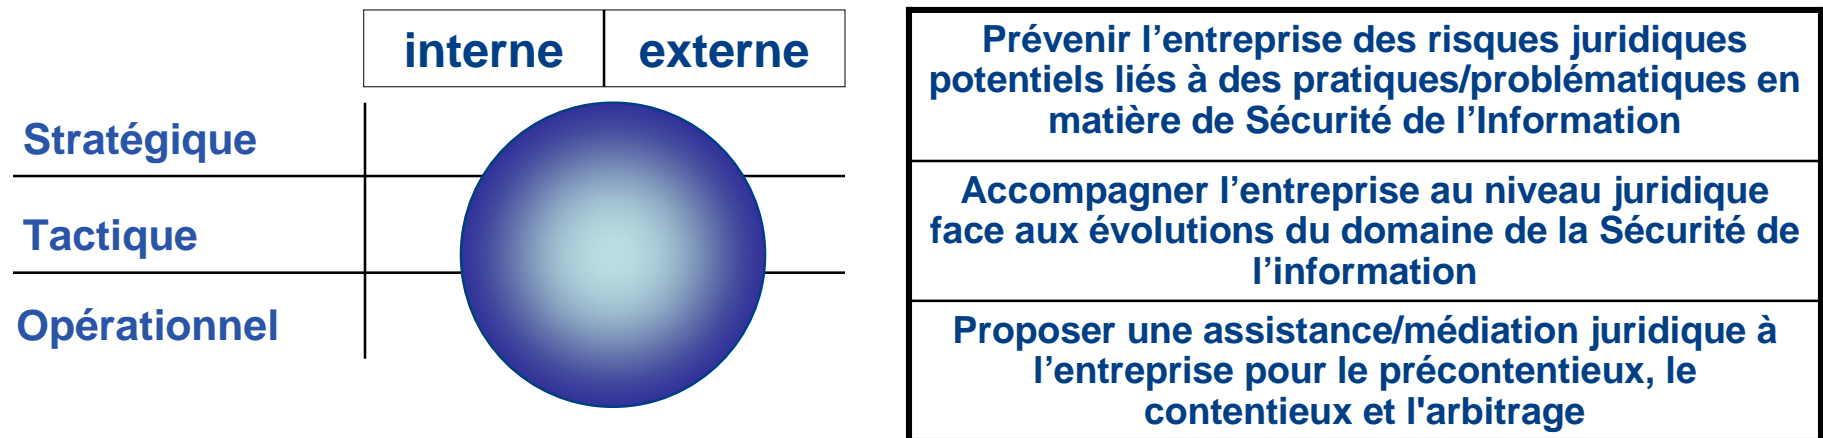 interne externe
Stratégique
Tactique
Opérationnel
Prévenir l’entreprise des risques juridiques
potentiels liés à des pratiques/problématiques en
matière de Sécurité de l’Information
Accompagner l’entreprise au niveau juridique
face aux évolutions du domaine de la Sécurité de
l’information
Proposer une assistance/médiation juridique à
l’entreprise pour le précontentieux, le
contentieux et l'arbitrage